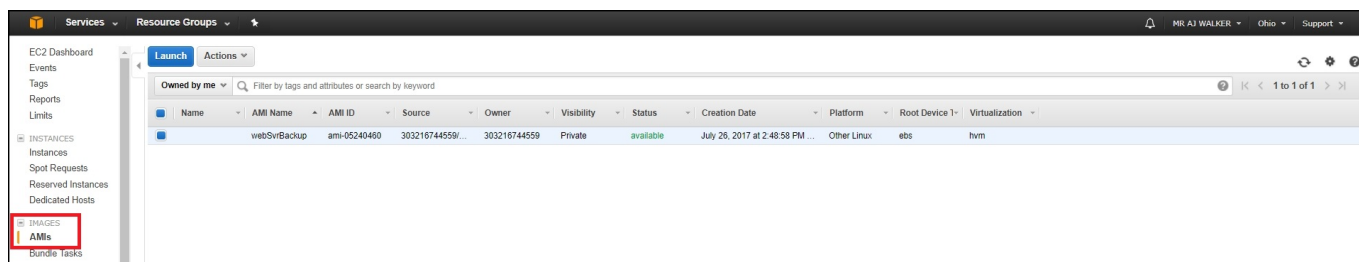 Services Resource Groups MR AJ WALKER Ohio Support
EC2 Dashboard
Events
Tags
Reports
Limits
INSTANCES
Instances
Spot Requests
Reserved Instances
Dedicated Hosts
IMAGES
AMIs
Bundle Tasks
Launch Actions
Owned by me Filter by tags and attributes or search by keyword 1 to 1 of 1
Name AMI Name AMI ID Source Owner Visibility Status Creation Date Platform Root Device Virtualization
webSvrBackup ami-05240460 303216744559/... 303216744559 Private available July 26, 2017 at 2:48:58 PM ... Other Linux ebs hvm